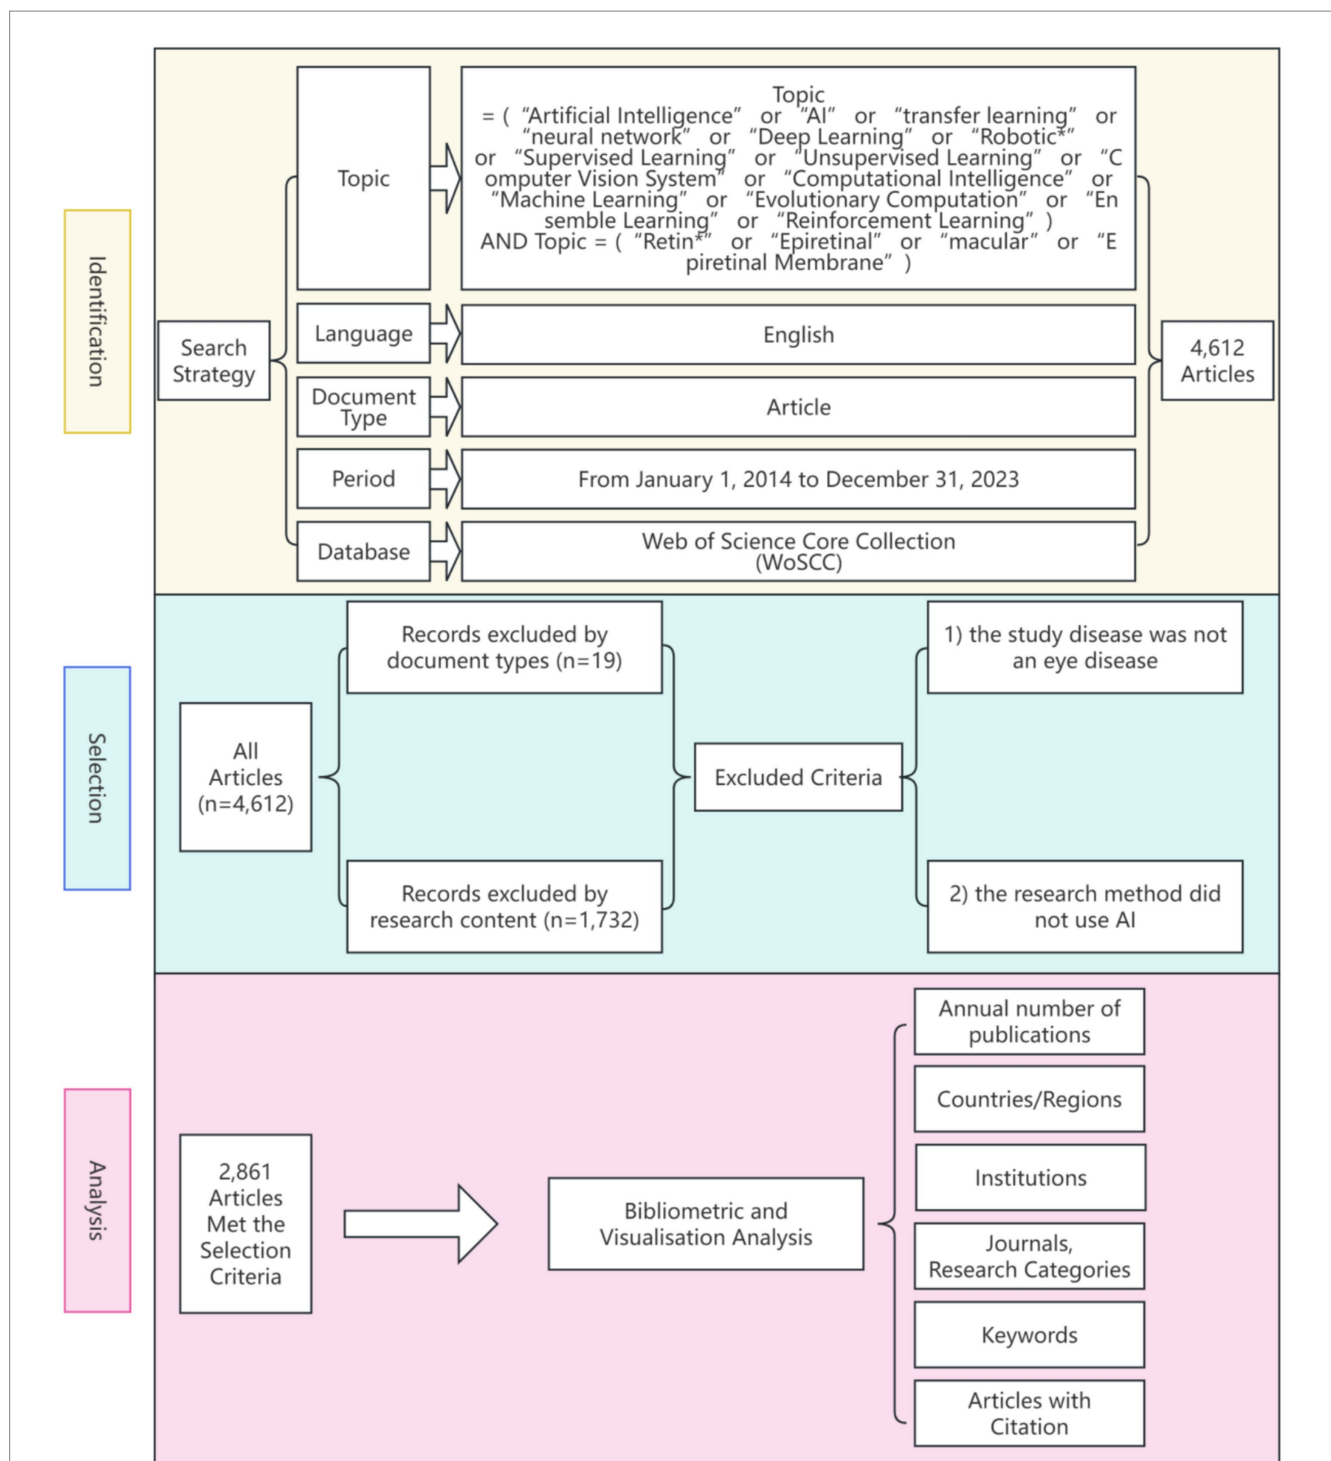 Identification
Search
Strategy
Topic
Topic
= ( “Artificial Intelligence” or “AI” or “transfer learning” or
“neural network” or “Deep Learning” or “Robotic*”
or “Supervised Learning” or “Unsupervised Learning” or “C
omputer Vision System” or “Computational Intelligence” or
“Machine Learning” or “Evolutionary Computation” or “En
semble Learning” or “Reinforcement Learning” )
AND Topic = ( “Retin*” or “Epiretinal” or “macular” or “E
piretinal Membrane” )
Language
English
Document
Type
Article
Period
From January 1, 2014 to December 31, 2023
Database
Web of Science Core Collection
(WoSCC)
4,612
Articles
Selection
All
Articles
(n=4,612)
Records excluded by
document types (n=19)
Records excluded by
research content (n=1,732)
Excluded Criteria
1) the study disease was not
an eye disease
2) the research method did
not use AI
Analysis
2,861
Articles
Met the
Selection
Criteria
Bibliometric and
Visualisation Analysis
Annual number of
publications
Countries/Regions
Institutions
Journals,
Research Categories
Keywords
Articles with
Citation